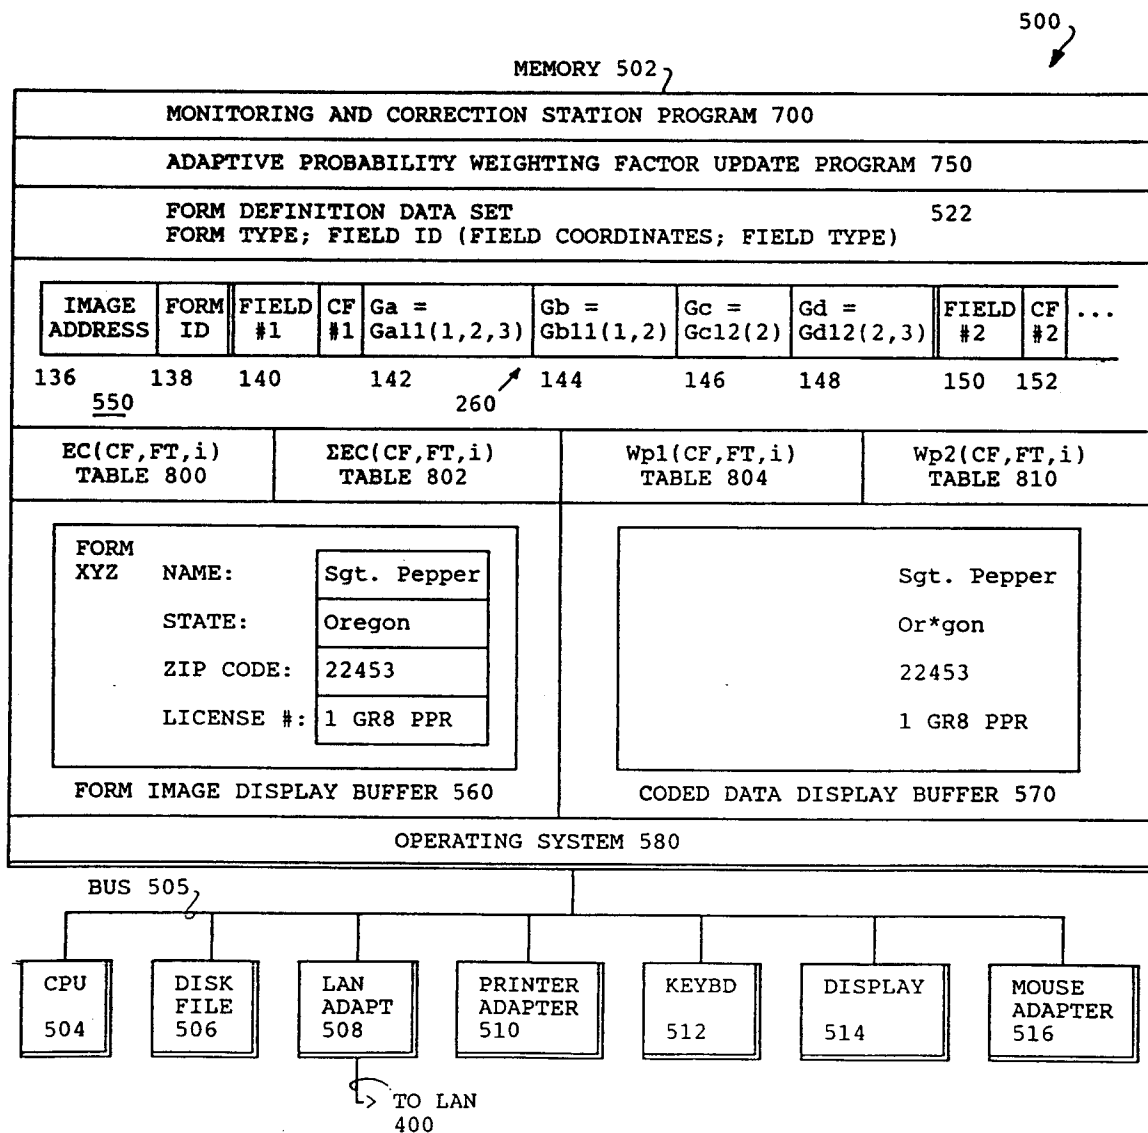 500
MEMORY 502
MONITORING AND CORRECTION STATION PROGRAM 700
ADAPTIVE PROBABILITY WEIGHTING FACTOR UPDATE PROGRAM 750
FORM DEFINITION DATA SET 522
FORM TYPE; FIELD ID (FIELD COORDINATES; FIELD TYPE)
IMAGE FORM FIELD CF Ga = Gb = Gc = Gd = FIELD CF ...
ADDRESS ID #1 #1 Ga11(1,2,3) Gb11(1,2) Gc12(2) Gd12(2,3) #2 #2
136 138 140 142 144 146 148 150 152
550 260
EC(CF,FT,i) ΣEC(CF,FT,i) Wp1(CF,FT,i) Wp2(CF,FT,i)
TABLE 800 TABLE 802 TABLE 804 TABLE 810
FORM
XYZ NAME: Sgt. Pepper Sgt. Pepper
STATE: Oregon Or*gon
ZIP CODE: 22453 22453
LICENSE #: 1 GR8 PPR 1 GR8 PPR
FORM IMAGE DISPLAY BUFFER 560 CODED DATA DISPLAY BUFFER 570
OPERATING SYSTEM 580
BUS 505
CPU DISK LAN PRINTER KEYBD DISPLAY MOUSE
FILE ADAPT ADAPTER ADAPTER
504 506 508 510 512 514 516
TO LAN
400